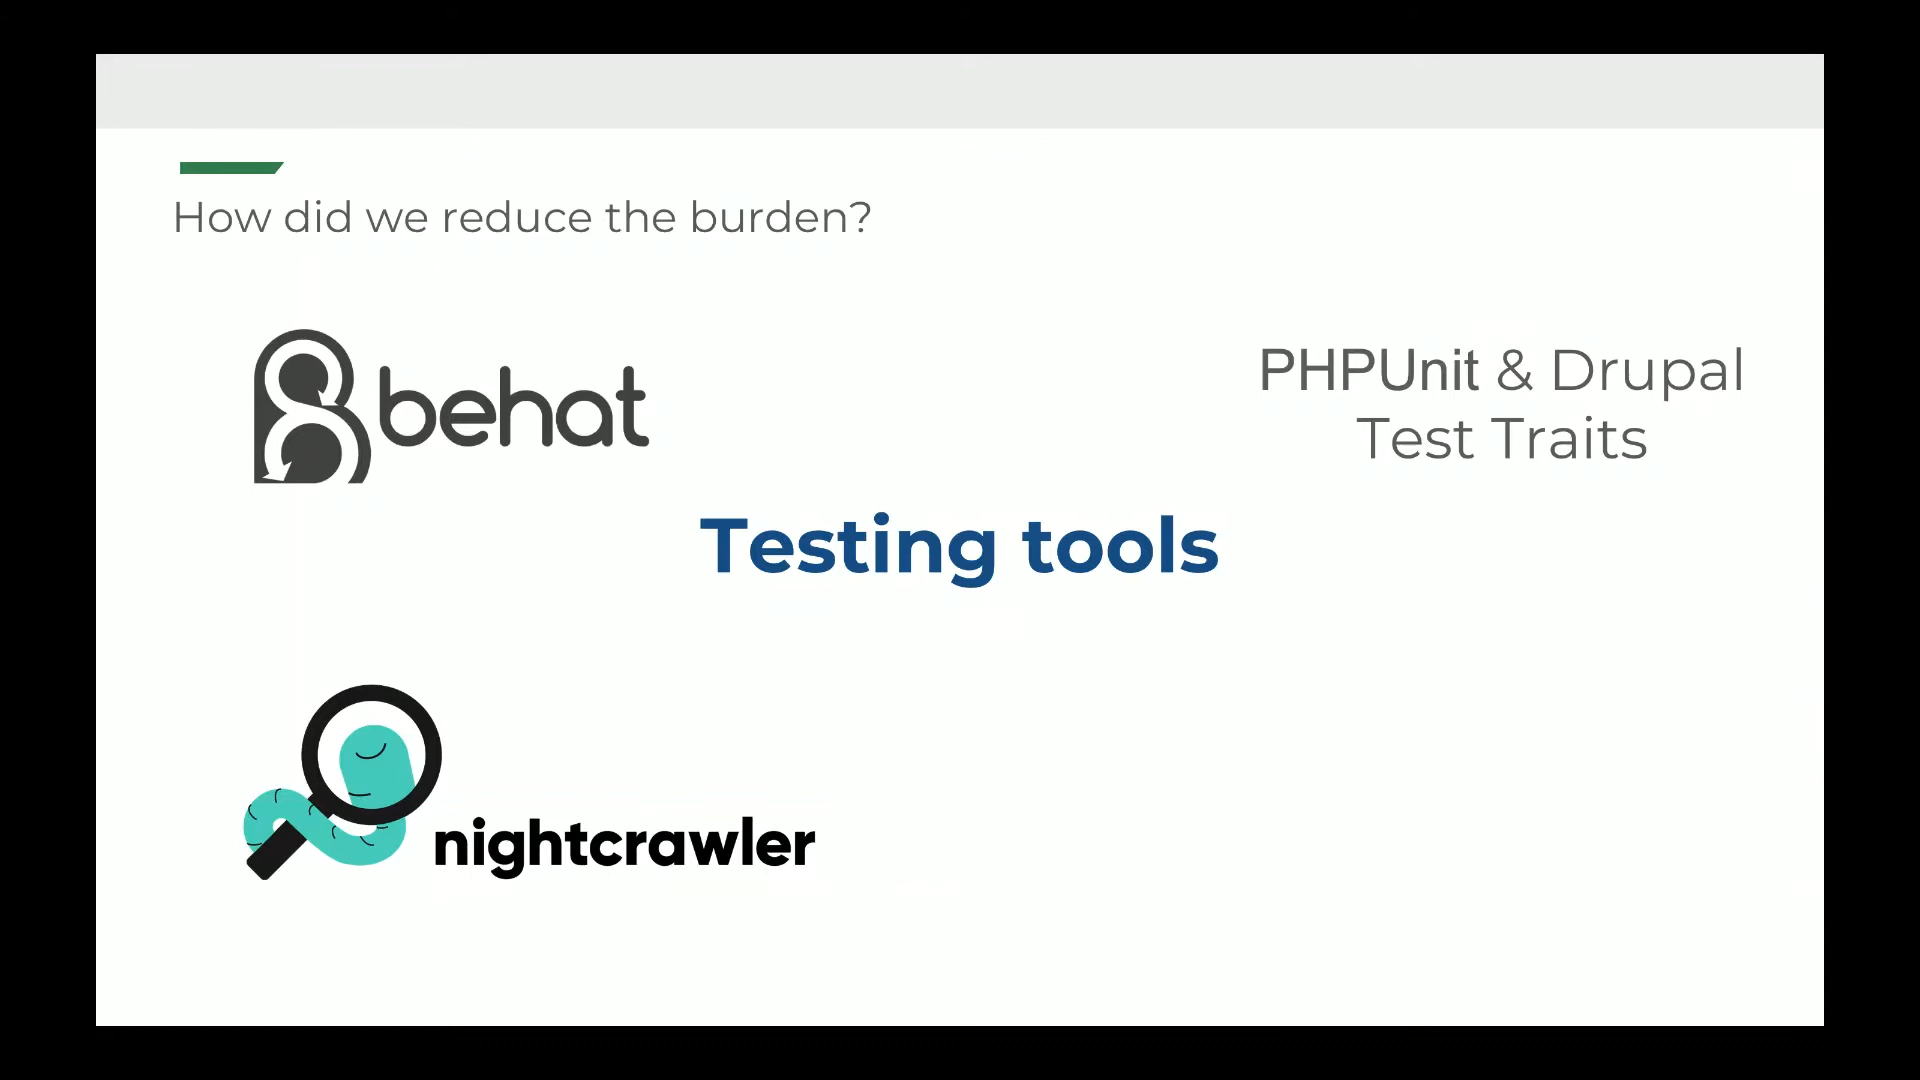 How did we reduce the burden?
behat
PHPUnit & Drupal
Test Traits
Testing tools
nightcrawler